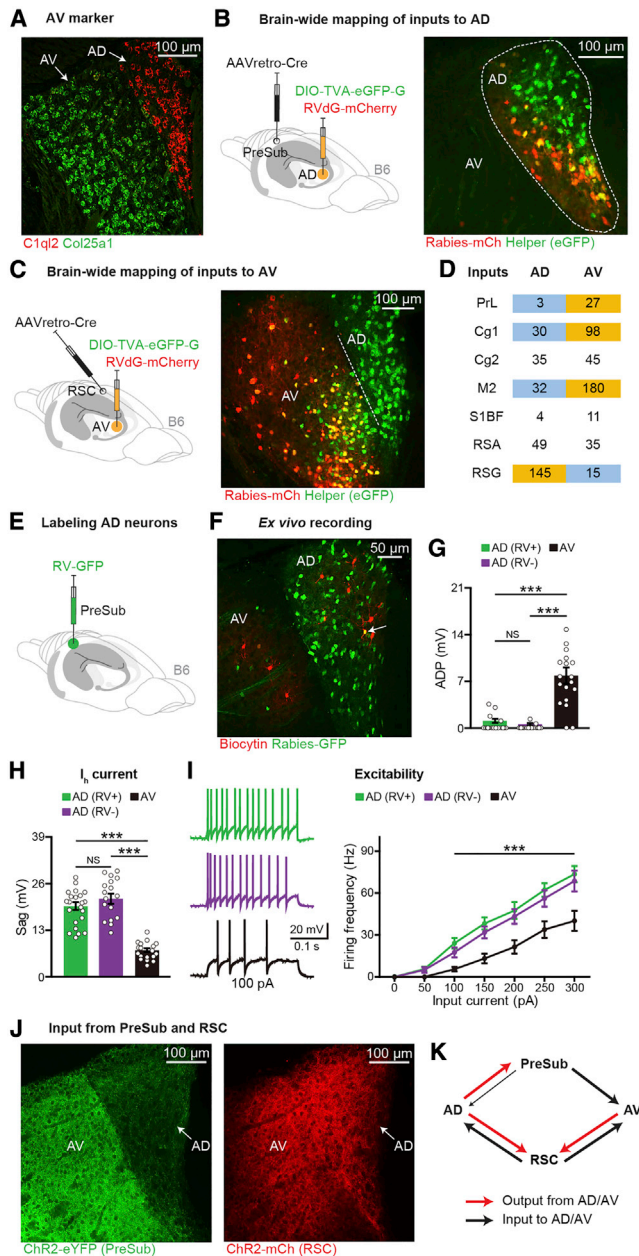 A
AV marker
AV
AD
100 µm
C1ql2 Col25a1
B
Brain-wide mapping of inputs to AD
AAVretro-Cre
DIO-TVA-eGFP-G
RVdG-mCherry
PreSub
AD
B6
AD
AV
100 µm
Rabies-mCh Helper (eGFP)
C
Brain-wide mapping of inputs to AV
AAVretro-Cre
DIO-TVA-eGFP-G
RVdG-mCherry
RSC
AV
B6
100 µm
AD
AV
Rabies-mCh Helper (eGFP)
D
Inputs AD AV
PrL 3 27
Cg1 30 98
Cg2 35 45
M2 32 180
S1BF 4 11
RSA 49 35
RSG 145 15
E
Labeling AD neurons
RV-GFP
PreSub
B6
F
Ex vivo recording
50 µm
AD
AV
Biocytin Rabies-GFP
G
AD (RV+) AV
AD (RV-)
ADP (mV)
21
14
7
0
NS
***
***
H
Ih current
AD (RV+) AV
AD (RV-)
Sag (mV)
39
26
13
0
NS
***
***
I
Excitability
20 mV
0.1 s
100 pA
AD (RV+) AD (RV-) AV
***
Firing frequency (Hz)
90
60
30
0
0 50 100 150 200 250 300
Input current (pA)
J
Input from PreSub and RSC
100 µm
AV
AD
ChR2-eYFP (PreSub)
100 µm
AV
AD
ChR2-mCh (RSC)
K
PreSub
AD
AV
RSC
Output from AD/AV
Input to AD/AV